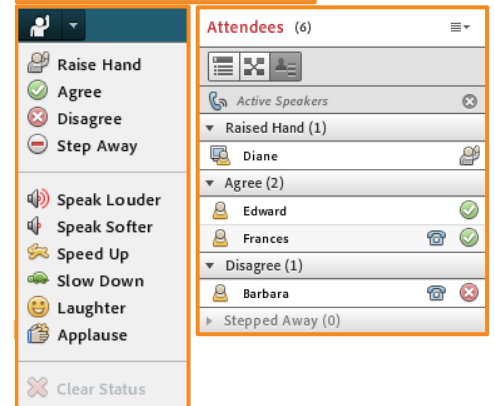 Raise Hand
Agree
Disagree
Step Away
Speak Louder
Speak Softer
Speed Up
Slow Down
Laughter
Applause
Clear Status
Attendees (6)
Active Speakers
Raised Hand (1)
Diane
Agree (2)
Edward
Frances
Disagree (1)
Barbara
Stepped Away (0)